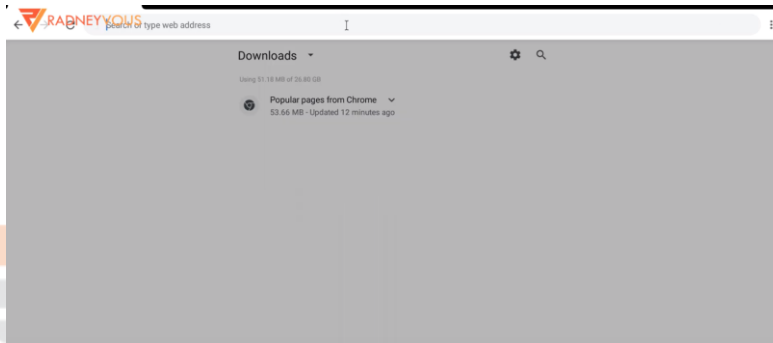 RADNEYYOUS
Search or type web address
Downloads
Using 51.18 MB of 26.80 GB
Popular pages from Chrome
53.66 MB - Updated 12 minutes ago